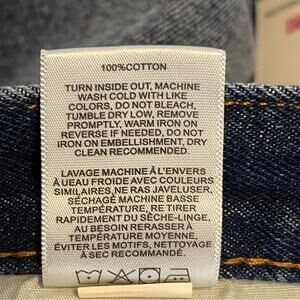 100%COTTON
TURN INSIDE OUT, MACHINE
WASH COLD WITH LIKE
COLORS, DO NOT BLEACH,
TUMBLE DRY LOW, REMOVE
PROMPTLY, WARM IRON ON
REVERSE IF NEEDED, DO NOT
IRON ON EMBELLISHMENT, DRY
CLEAN RECOMMENDED.
LAVAGE MACHINE À L'ENVERS
À UEAU FROIDE AVEC COULEURS
SIMILAIRES,NE RAS JAVELUSER,
SÉCHAGE MACHINE BASSE
TEMPÉRATURE, RE TIRER
RAPIDEMENT DU SÈCHE-LINGE,
REPASSER À L'ENVERS À
TEMPÉRATURE MOYENNE,
ÉVITER LES MOTIFS, NETTOYAGE
À SEC RECOMMANDÉ.